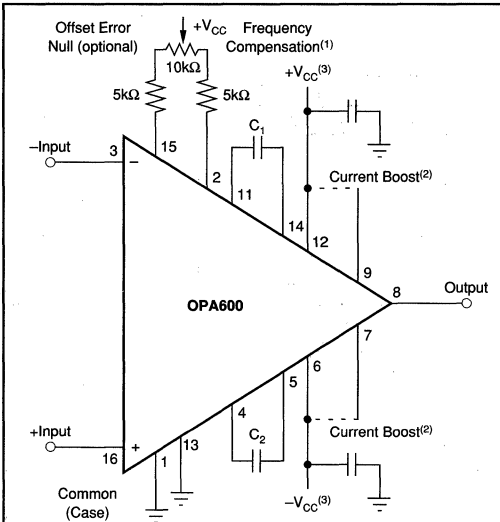 Offset Error
Null (optional)
+VCC
Frequency
Compensation(1)
10kΩ
5kΩ
5kΩ
+VCC(3)
C1
–Input
3
–
15
2
11
14
12
Current Boost(2)
9
OPA600
8
Output
7
6
5
4
C2
Current Boost(2)
+Input
16
+
13
1
Common
(Case)
–VCC(3)